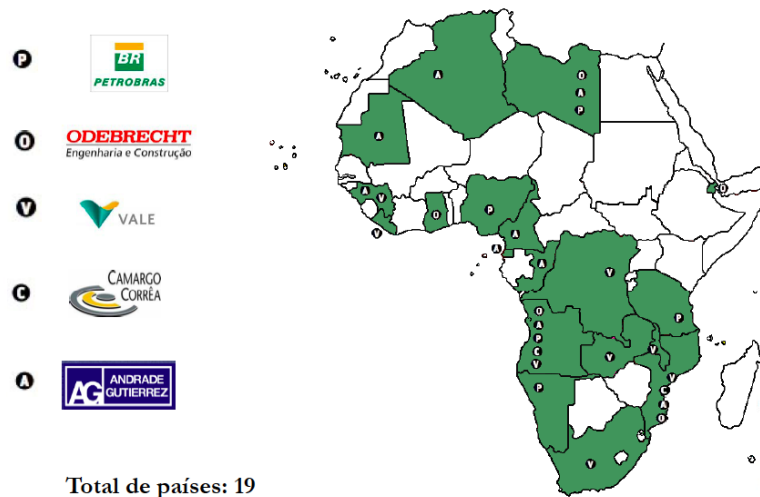 P
BR
PETROBRAS
O
ODEBRECHT
Engenharia e Construção
V
VALE
C
CAMARGO
CORRÊA
A
AG
ANDRADE
GUTIERREZ
Total de países: 19
A
O
A
P
A
A
V
V
O
P
A
A
A
O
V
P
O
A
P
C
V
P
V
V
V
C
A
O
V